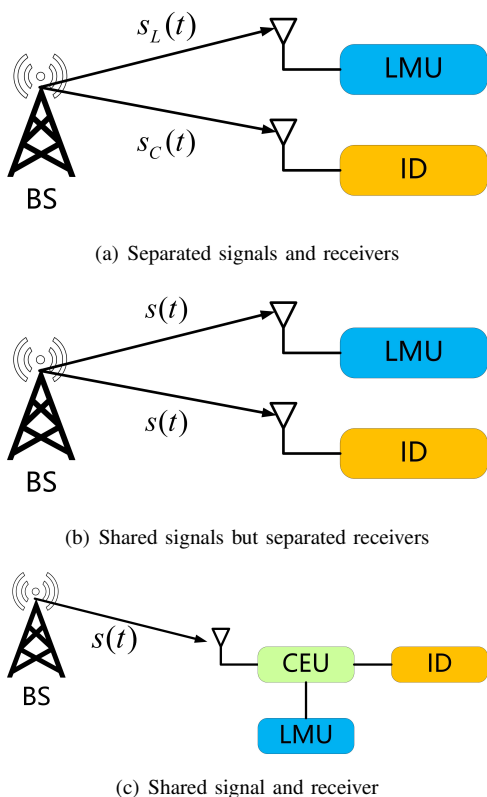 s_L(t)
LMU
s_C(t)
ID
BS
(a) Separated signals and receivers
s(t)
LMU
s(t)
ID
BS
(b) Shared signals but separated receivers
s(t)
CEU
ID
BS
LMU
(c) Shared signal and receiver